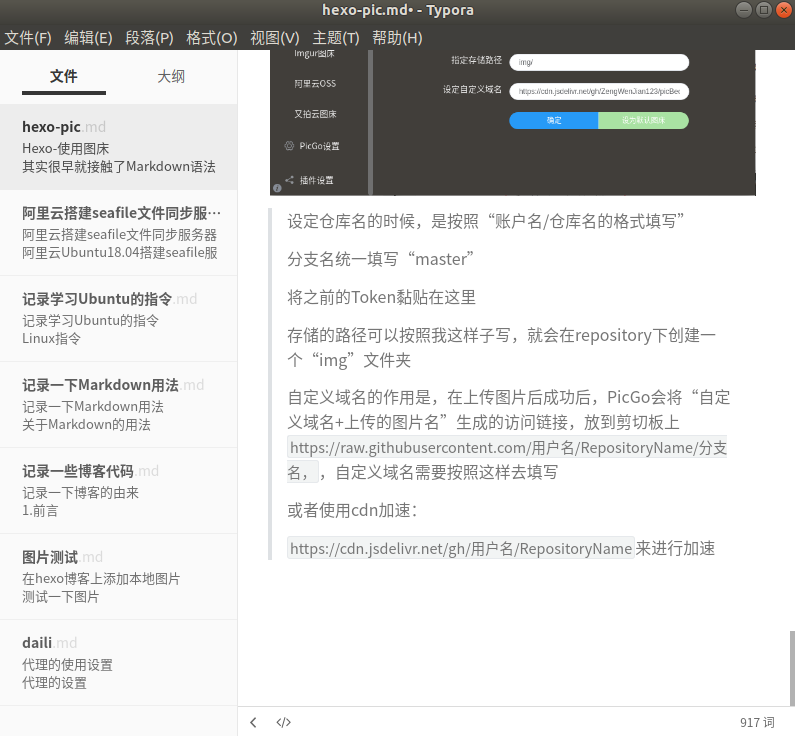 hexo-pic.md• - Typora
文件(F) 编辑(E) 段落(P) 格式(O) 视图(V) 主题(T) 帮助(H)
文件 大纲
hexo-pic.md
Hexo-使用图床
其实很早就接触了Markdown语法
阿里云搭建seafile文件同步服…
阿里云搭建seafile文件同步服务器
阿里云Ubuntu18.04搭建seafile服
记录学习Ubuntu的指令.md
记录学习Ubuntu的指令
Linux指令
记录一下Markdown用法.md
记录一下Markdown用法
关于Markdown的用法
记录一些博客代码.md
记录一下博客的由来
1.前言
图片测试.md
在hexo博客上添加本地图片
测试一下图片
daili.md
代理的使用设置
代理的设置
Imgur图床
阿里云OSS
又拍云图床
PicGo设置
插件设置
指定存储路径 img/
设定自定义域名 https://cdn.jsdelivr.net/gh/ZengWenJian123/picBec
确定 设为默认图床
设定仓库名的时候，是按照“账户名/仓库名的格式填写”
分支名统一填写“master”
将之前的Token黏贴在这里
存储的路径可以按照我这样子写，就会在repository下创建一
个“img”文件夹
自定义域名的作用是，在上传图片后成功后，PicGo会将“自定
义域名+上传的图片名”生成的访问链接，放到剪切板上
https://raw.githubusercontent.com/用户名/RepositoryName/分支
名，，自定义域名需要按照这样去填写
或者使用cdn加速：
https://cdn.jsdelivr.net/gh/用户名/RepositoryName来进行加速
917 词